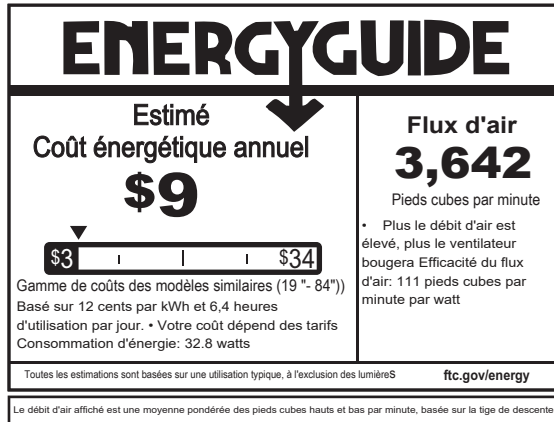 ENERGYGUIDE
Estimé
Coût énergétique annuel
$9
$3
$34
Gamme de coûts des modèles similaires (19 "- 84"))
Basé sur 12 cents par kWh et 6,4 heures
d'utilisation par jour. • Votre coût dépend des tarifs
Consommation d'énergie: 32.8 watts
Flux d'air
3,642
Pieds cubes par minute
• Plus le débit d'air est
élevé, plus le ventilateur
bougera Efficacité du flux
d'air: 111 pieds cubes par
minute par watt
Toutes les estimations sont basées sur une utilisation typique, à l'exclusion des lumièreS
ftc.gov/energy
Le débit d'air affiché est une moyenne pondérée des pieds cubes hauts et bas par minute, basée sur la tige de descente